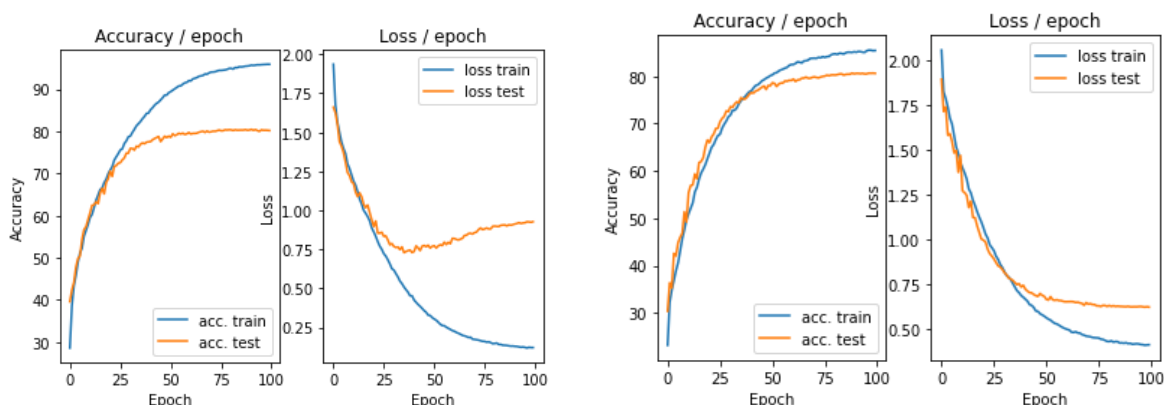 Accuracy / epoch
Accuracy
90
80
70
60
50
40
30
acc. train
acc. test
0
25
50
75
100
Epoch
Loss / epoch
Loss
2.00
1.75
1.50
1.25
1.00
0.75
0.50
0.25
loss train
loss test
0
25
50
75
100
Epoch
Accuracy / epoch
Accuracy
80
70
60
50
40
30
acc. train
acc. test
0
25
50
75
100
Epoch
Loss / epoch
Loss
2.00
1.75
1.50
1.25
1.00
0.75
0.50
loss train
loss test
0
25
50
75
100
Epoch